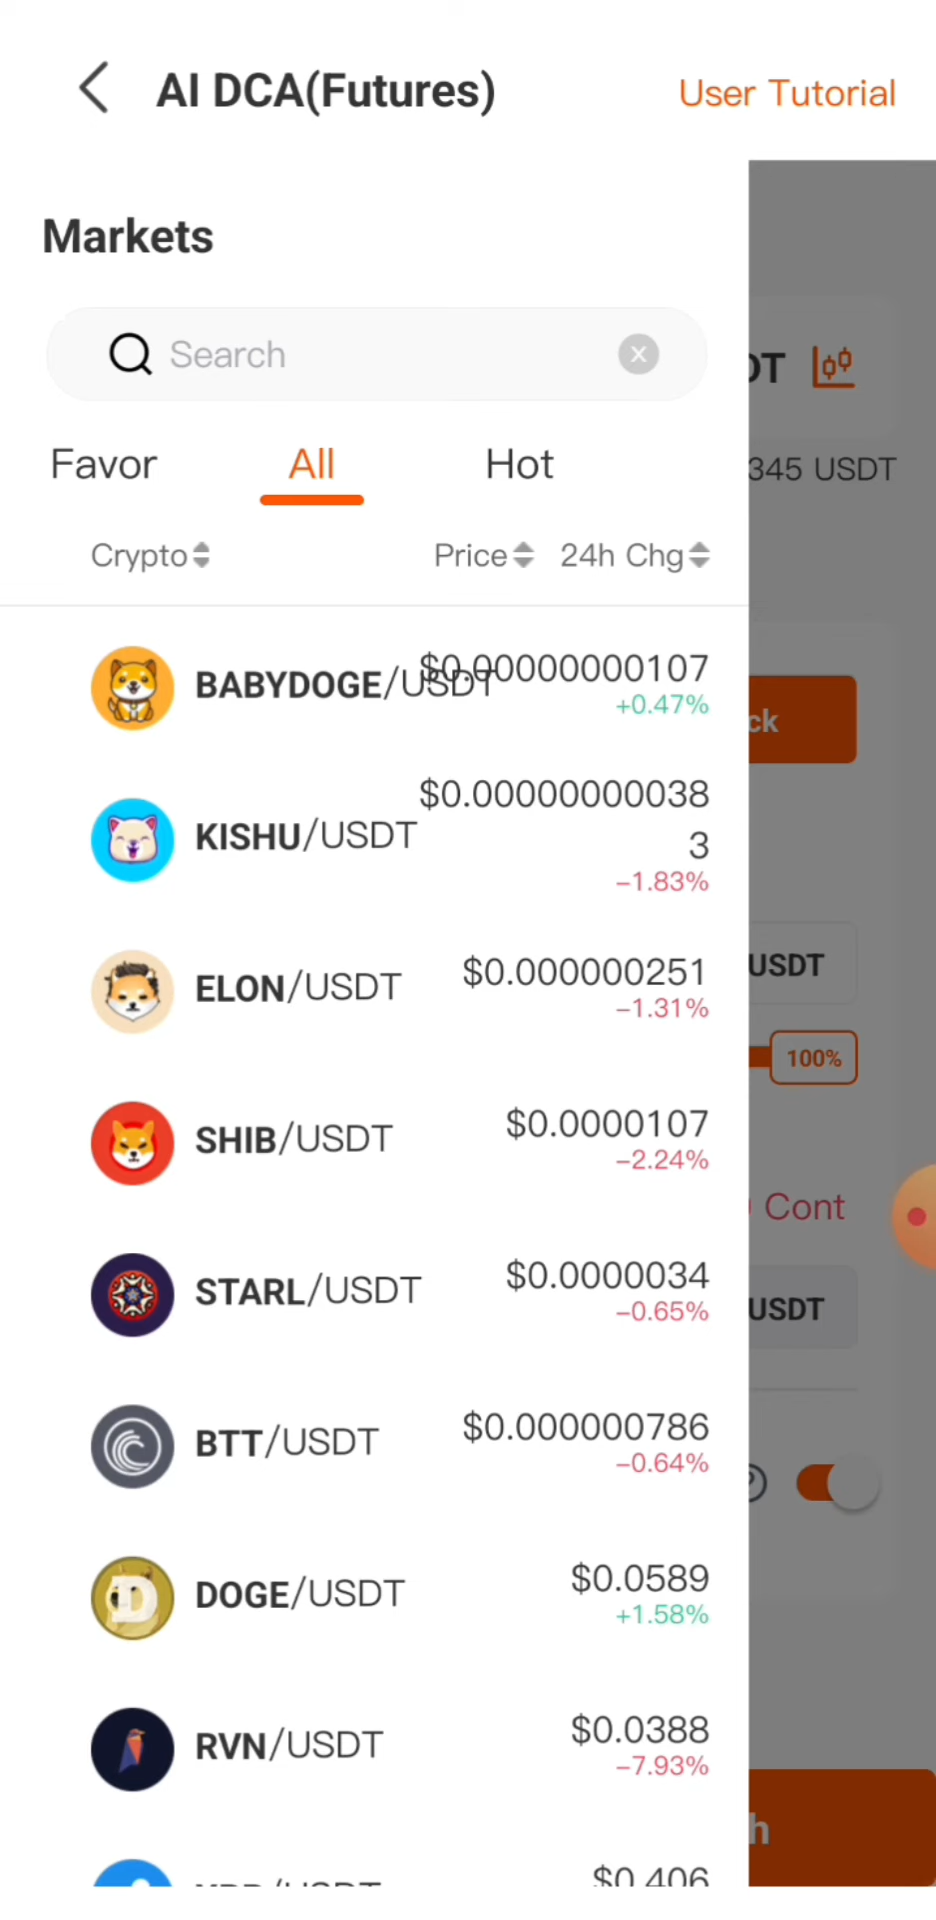 AI DCA(Futures)
User Tutorial
Markets
Search
Favor All Hot
Crypto Price 24h Chg
BABYDOGE/USDT $0.00000000107
+0.47%
KISHU/USDT $0.00000000038
3
-1.83%
ELON/USDT $0.000000251
-1.31%
SHIB/USDT $0.0000107
-2.24%
STARL/USDT $0.0000034
-0.65%
BTT/USDT $0.000000786
-0.64%
DOGE/USDT $0.0589
+1.58%
RVN/USDT $0.0388
-7.93%
/USDT $0.406
345 USDT
USDT
100%
Cont
USDT